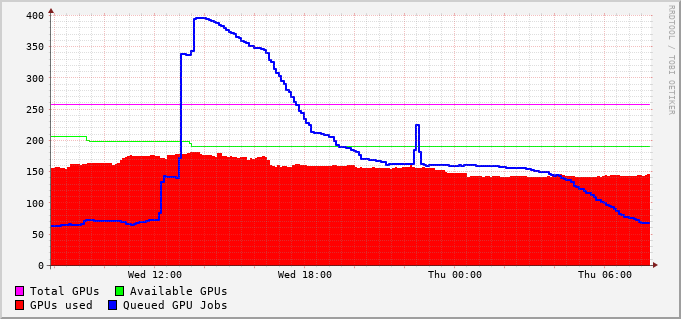 400
350
300
250
200
150
100
50
0
Wed 12:00 Wed 18:00 Thu 00:00 Thu 06:00
Total GPUs Available GPUs
GPUs used Queued GPU Jobs
RRDTOOL / TOBI OETIKER